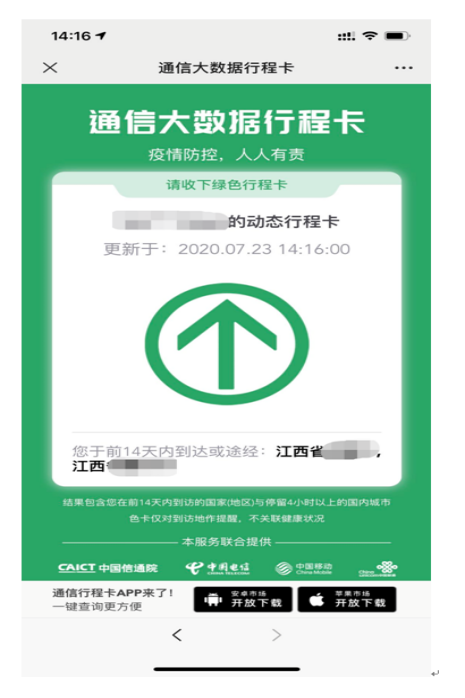 14:16
通信大数据行程卡
通信大数据行程卡
疫情防控，人人有责
请收下绿色行程卡
的动态行程卡
更新于：2020.07.23 14:16:00
您于前14天内到达或途经：江西省 ，
江西
结果包含您在前14天内到访的国家(地区)与停留4小时以上的国内城市
色卡仅对到访地作提醒，不关联健康状况
本服务联合提供
CAICT 中国信通院 中国电信 CHINA TELECOM 中国移动 China Mobile
通信行程卡APP来了! 安卓市场 苹果市场
一键查询更方便 开放下载 开放下载